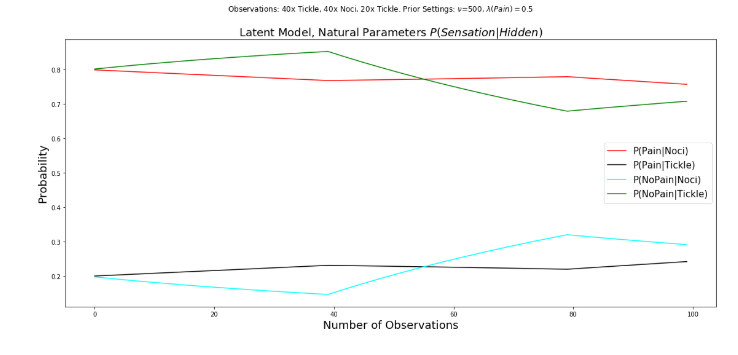 Observations: 40x Tickle, 40x Noci, 20x Tickle. Prior Settings: ν=500, λ(Pain) = 0.5
Latent Model, Natural Parameters P(Sensation|Hidden)
Probability
0.8
0.7
0.6
0.5
0.4
0.3
0.2
P(Pain|Noci)
P(Pain|Tickle)
P(NoPain|Noci)
P(NoPain|Tickle)
0
20
40
60
80
100
Number of Observations